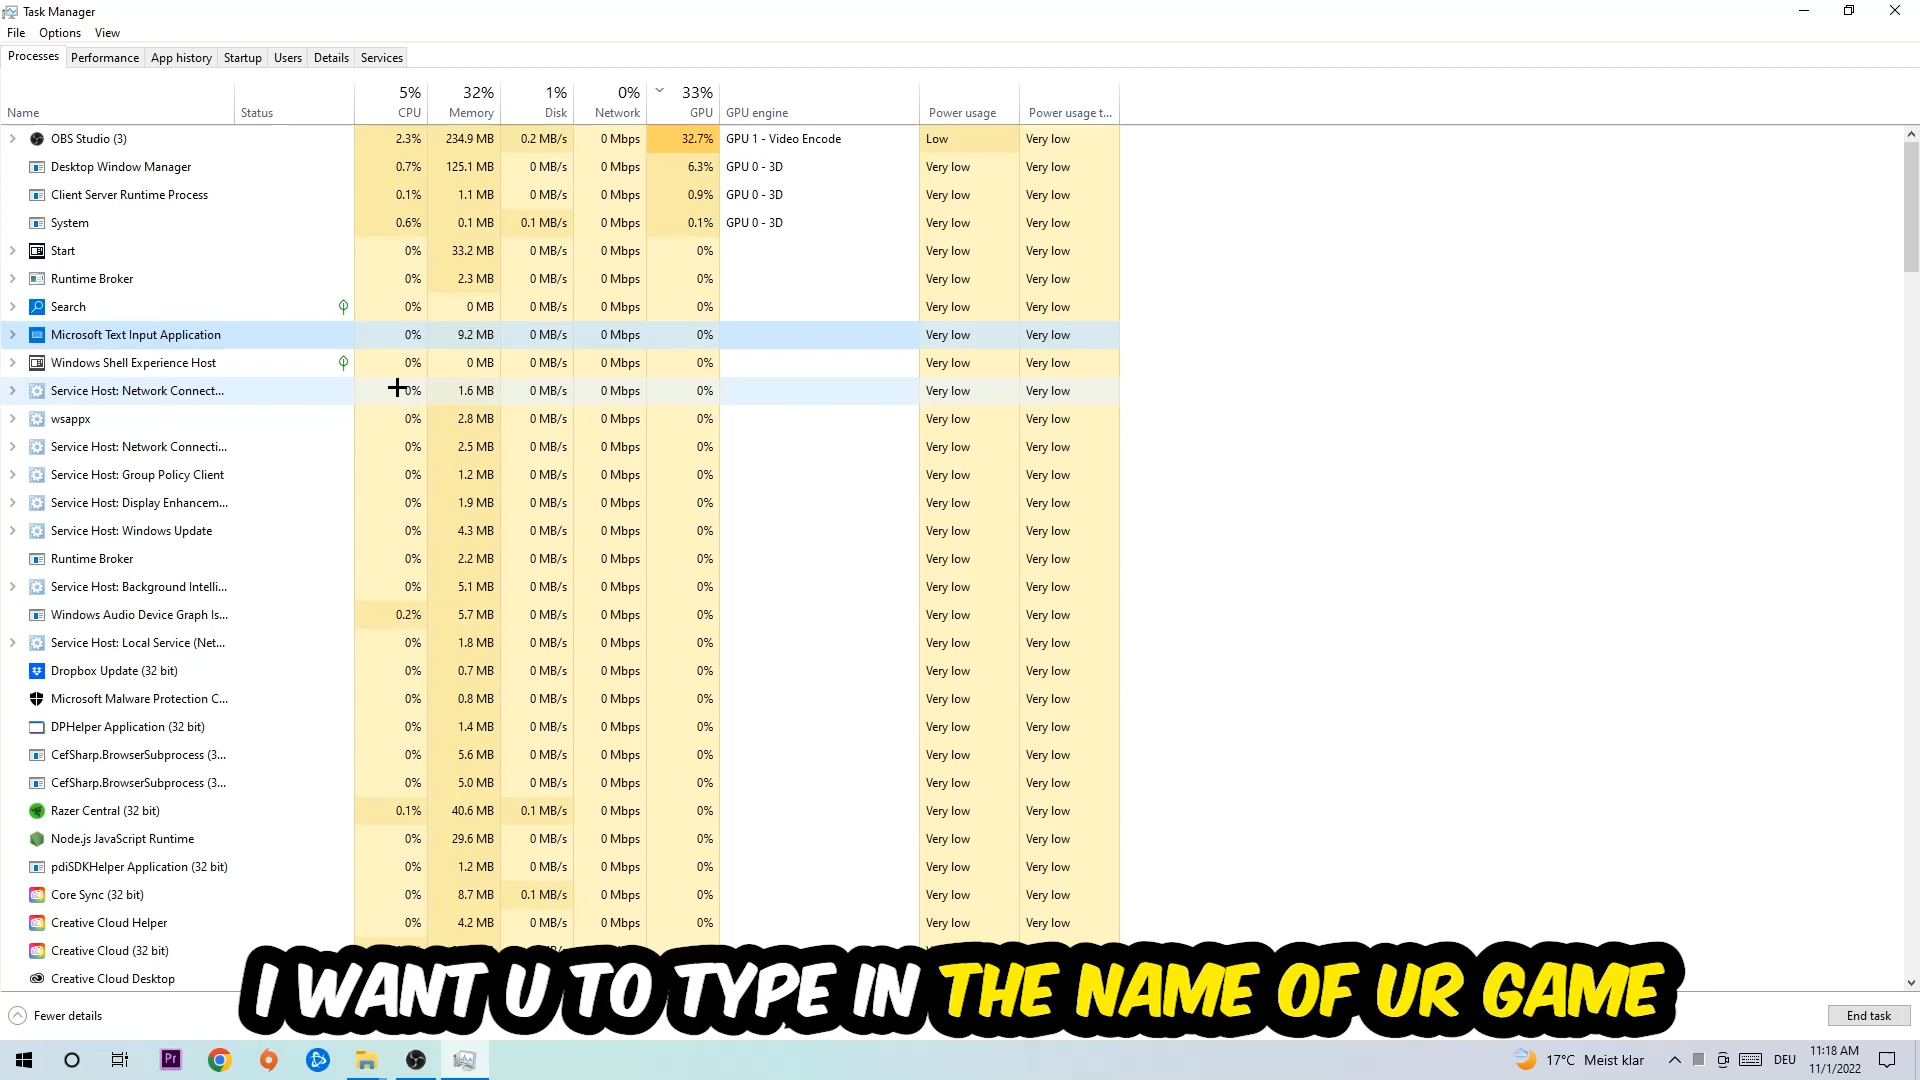 Task Manager
File Options View
Processes Performance App history Startup Users Details Services
5% 32% 1% 0% 33%
Name Status CPU Memory Disk Network GPU GPU engine Power usage Power usage t...
OBS Studio (3) 2.3% 234.9 MB 0.2 MB/s 0 Mbps 32.7% GPU 1 - Video Encode Low Very low
Desktop Window Manager 0.7% 125.1 MB 0 MB/s 0 Mbps 6.3% GPU 0 - 3D Very low Very low
Client Server Runtime Process 0.1% 1.1 MB 0 MB/s 0 Mbps 0.9% GPU 0 - 3D Very low Very low
System 0.6% 0.1 MB 0.1 MB/s 0 Mbps 0.1% GPU 0 - 3D Very low Very low
Start 0% 33.2 MB 0 MB/s 0 Mbps 0% Very low Very low
Runtime Broker 0% 2.3 MB 0 MB/s 0 Mbps 0% Very low Very low
Search 0% 0 MB 0 MB/s 0 Mbps 0% Very low Very low
Microsoft Text Input Application 0% 9.2 MB 0 MB/s 0 Mbps 0% Very low Very low
Windows Shell Experience Host 0% 0 MB 0 MB/s 0 Mbps 0% Very low Very low
Service Host: Network Connect... 0% 1.6 MB 0 MB/s 0 Mbps 0% Very low Very low
wsappx 0% 2.8 MB 0 MB/s 0 Mbps 0% Very low Very low
Service Host: Network Connecti... 0% 2.5 MB 0 MB/s 0 Mbps 0% Very low Very low
Service Host: Group Policy Client 0% 1.2 MB 0 MB/s 0 Mbps 0% Very low Very low
Service Host: Display Enhancem... 0% 1.9 MB 0 MB/s 0 Mbps 0% Very low Very low
Service Host: Windows Update 0% 4.3 MB 0 MB/s 0 Mbps 0% Very low Very low
Runtime Broker 0% 2.2 MB 0 MB/s 0 Mbps 0% Very low Very low
Service Host: Background Intelli... 0% 5.1 MB 0 MB/s 0 Mbps 0% Very low Very low
Windows Audio Device Graph Is... 0.2% 5.7 MB 0 MB/s 0 Mbps 0% Very low Very low
Service Host: Local Service (Net... 0% 1.8 MB 0 MB/s 0 Mbps 0% Very low Very low
Dropbox Update (32 bit) 0% 0.7 MB 0 MB/s 0 Mbps 0% Very low Very low
Microsoft Malware Protection C... 0% 0.8 MB 0 MB/s 0 Mbps 0% Very low Very low
DPHelper Application (32 bit) 0% 1.4 MB 0 MB/s 0 Mbps 0% Very low Very low
CefSharp.BrowserSubprocess (3... 0% 5.6 MB 0 MB/s 0 Mbps 0% Very low Very low
CefSharp.BrowserSubprocess (3... 0% 5.0 MB 0 MB/s 0 Mbps 0% Very low Very low
Razer Central (32 bit) 0.1% 40.6 MB 0.1 MB/s 0 Mbps 0% Very low Very low
Node.js JavaScript Runtime 0% 29.6 MB 0 MB/s 0 Mbps 0% Very low Very low
pdiSDKHelper Application (32 bit) 0% 1.2 MB 0 MB/s 0 Mbps 0% Very low Very low
Core Sync (32 bit) 0% 8.7 MB 0.1 MB/s 0 Mbps 0% Very low Very low
Creative Cloud Helper 0% 4.2 MB 0 MB/s 0 Mbps 0% Very low Very low
Creative Cloud (32 bit)
Creative Cloud Desktop
I WANT U TO TYPE IN THE NAME OF UR GAME
Fewer details End task
Pr 17°C Meist klar DEU 11:18 AM
11/1/2022